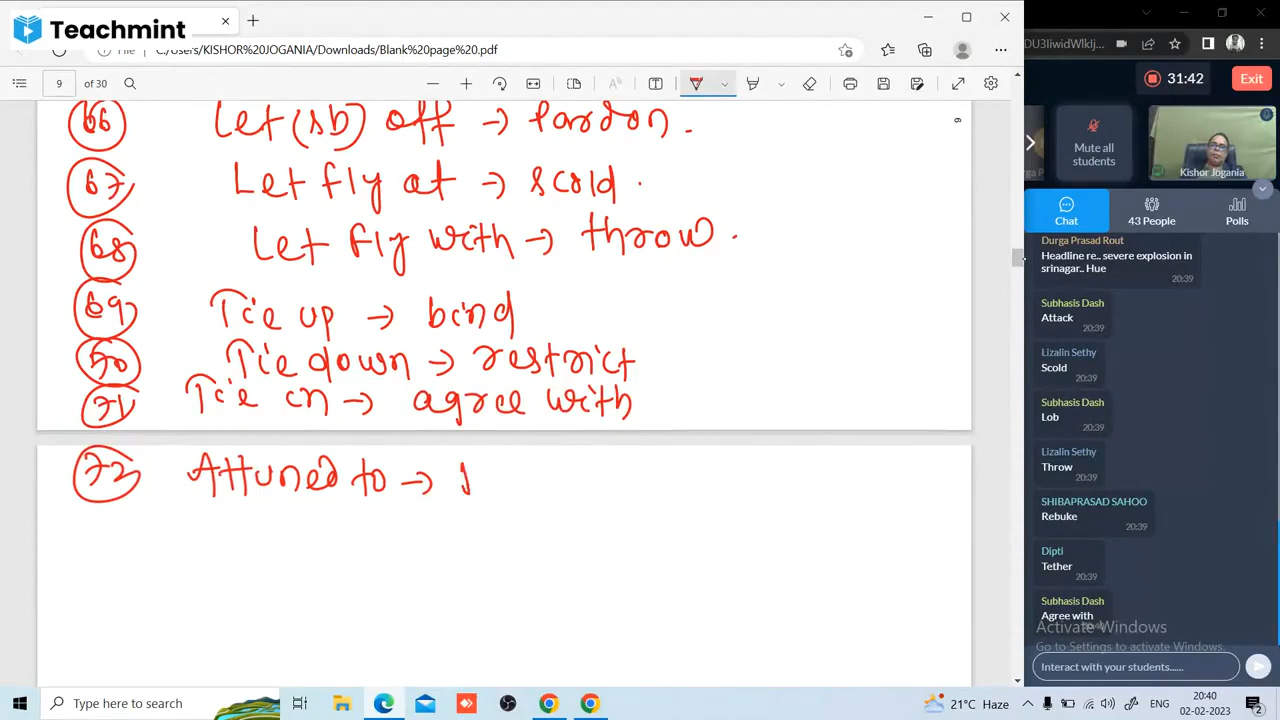 Teachmint
File
C:/Users/KISHOR%20JOGANIA/Downloads/Blank%20page%20.pdf
9 of 30
66 Let (sb) off → Pardon.
67 Let fly at → scold.
68 Let fly with → throw.
69 Tie up → bind
70 Tie down → restrict
71 Tie in → agree with
72 Attuned to →
9
DU3IiwidWlkIj
31:42
Exit
Mute all students
Kishor Jogania
Chat
43 People
Polls
Durga Prasad Rout
Headline re.. severe explosion in srinagar.. Hue
20:39
Subhasis Dash
Attack
20:39
Lizalin Sethy
Scold
20:39
Subhasis Dash
Lob
20:39
Lizalin Sethy
Throw
20:39
SHIBAPRASAD SAHOO
Rebuke
20:39
Dipti
Tether
20:39
Subhasis Dash
Agree with
Activate Windows
Go to Settings to activate Windows.
Interact with your students......
Type here to search
21°C Haze
ENG
20:40
02-02-2023
2